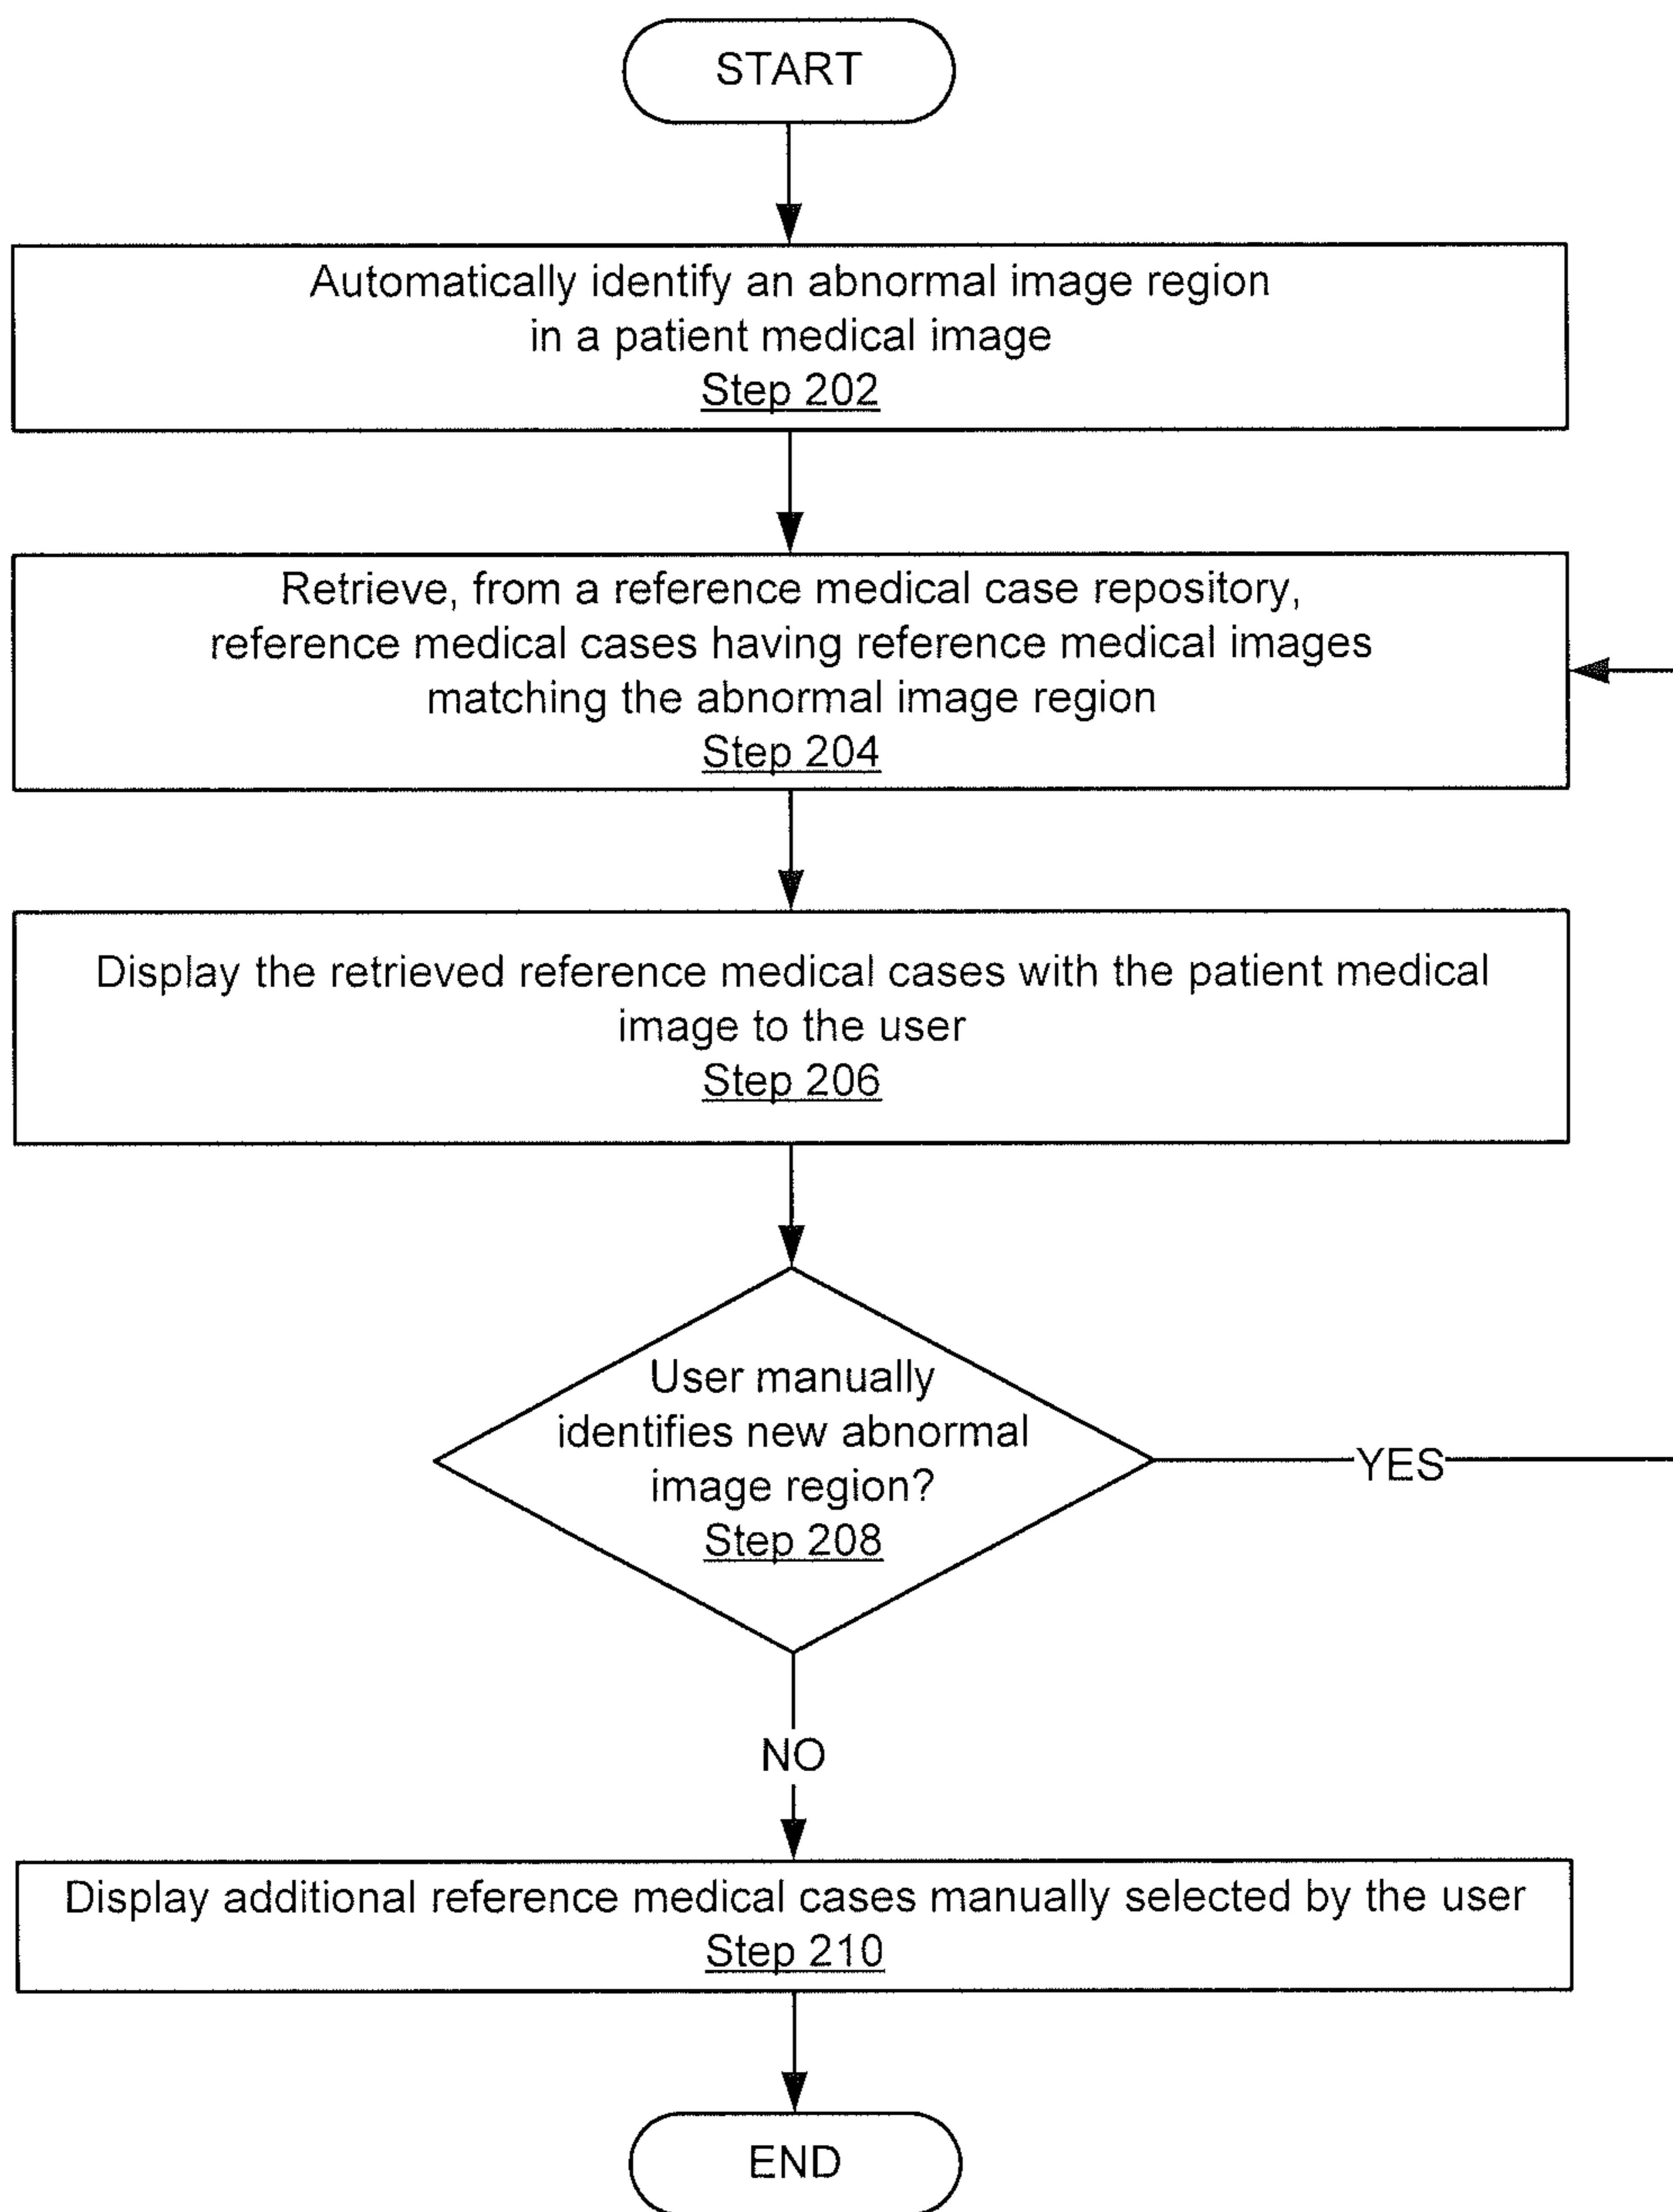 START
Automatically identify an abnormal image region
in a patient medical image
Step 202
Retrieve, from a reference medical case repository,
reference medical cases having reference medical images
matching the abnormal image region
Step 204
Display the retrieved reference medical cases with the patient medical
image to the user
Step 206
User manually
identifies new abnormal
image region?
Step 208
YES
NO
Display additional reference medical cases manually selected by the user
Step 210
END